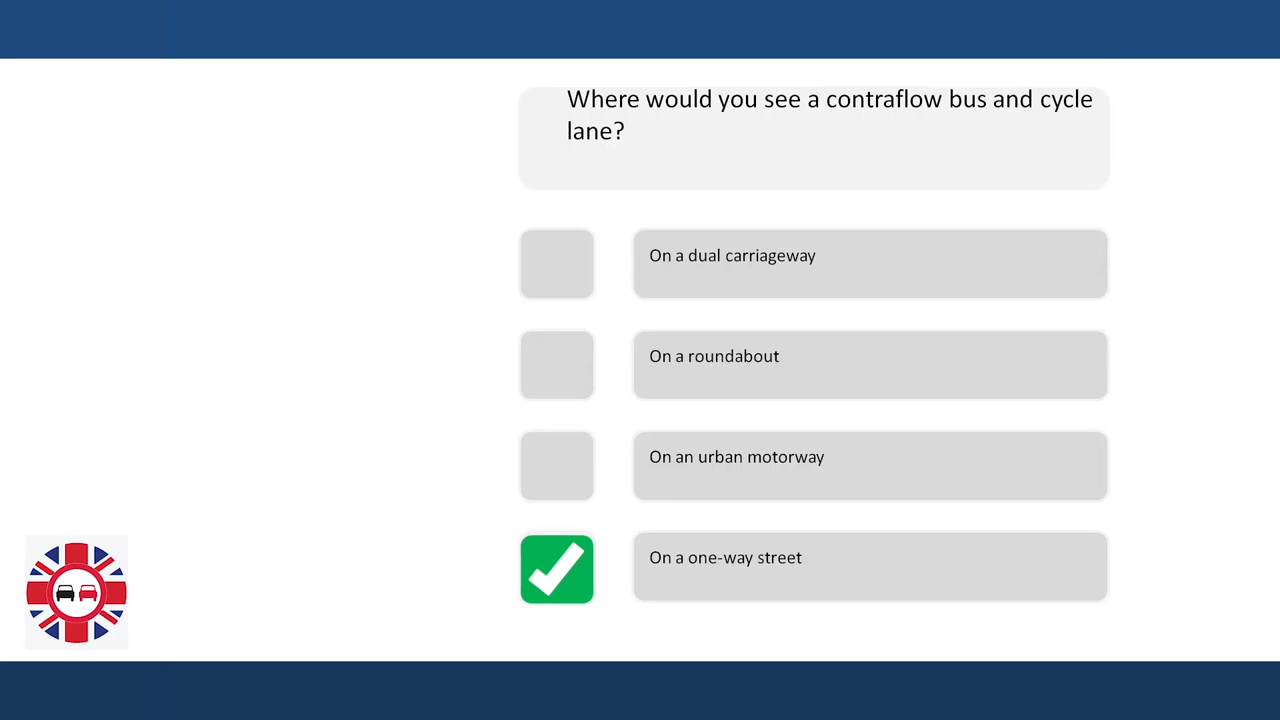 Where would you see a contraflow bus and cycle
lane?
On a dual carriageway
On a roundabout
On an urban motorway
On a one-way street